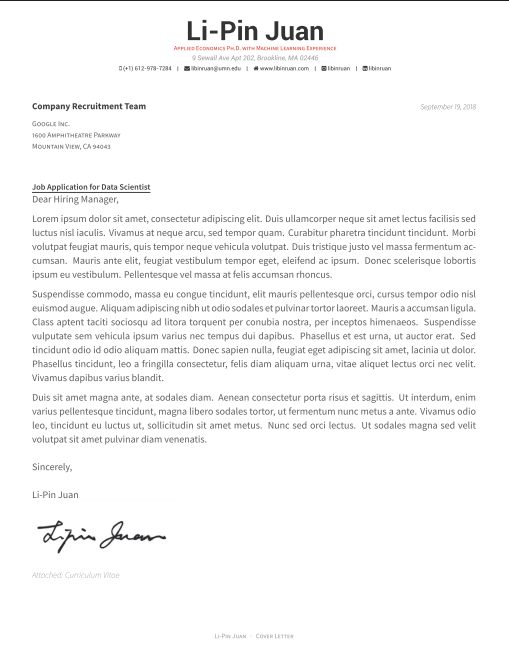 Li-Pin Juan
Applied Economics Ph.D. with Machine Learning Experience
9 Sewall Ave Apt 202, Brookline, MA 02446
(+1) 612-978-7284 | libinruan@umn.edu | www.libinruan.com | libinruan | libinruan
Company Recruitment Team
September 19, 2018
Google Inc.
1600 Amphitheatre Parkway
Mountain View, CA 94043
Job Application for Data Scientist
Dear Hiring Manager,
Lorem ipsum dolor sit amet, consectetur adipiscing elit. Duis ullamcorper neque sit amet lectus facilisis sed
luctus nisl iaculis. Vivamus at neque arcu, sed tempor quam. Curabitur pharetra tincidunt tincidunt. Morbi
volutpat feugiat mauris, quis tempor neque vehicula volutpat. Duis tristique justo vel massa fermentum ac-
cumsan. Mauris ante elit, feugiat vestibulum tempor eget, eleifend ac ipsum. Donec scelerisque lobortis
ipsum eu vestibulum. Pellentesque vel massa at felis accumsan rhoncus.
Suspendisse commodo, massa eu congue tincidunt, elit mauris pellentesque orci, cursus tempor odio nisl
euismod augue. Aliquam adipiscing nibh ut odio sodales et pulvinar tortor laoreet. Mauris a accumsan ligula.
Class aptent taciti sociosqu ad litora torquent per conubia nostra, per inceptos himenaeos. Suspendisse
vulputate sem vehicula ipsum varius nec tempus dui dapibus. Phasellus et est urna, ut auctor erat. Sed
tincidunt odio id odio aliquam mattis. Donec sapien nulla, feugiat eget adipiscing sit amet, lacinia ut dolor.
Phasellus tincidunt, leo a fringilla consectetur, felis diam aliquam urna, vitae aliquet lectus orci nec velit.
Vivamus dapibus varius blandit.
Duis sit amet magna ante, at sodales diam. Aenean consectetur porta risus et sagittis. Ut interdum, enim
varius pellentesque tincidunt, magna libero sodales tortor, ut fermentum nunc metus a ante. Vivamus odio
leo, tincidunt eu luctus ut, sollicitudin sit amet metus. Nunc sed orci lectus. Ut sodales magna sed velit
volutpat sit amet pulvinar diam venenatis.
Sincerely,
Li-Pin Juan
Lipin Juan
Attached: Curriculum Vitae
Li-Pin Juan · Cover Letter